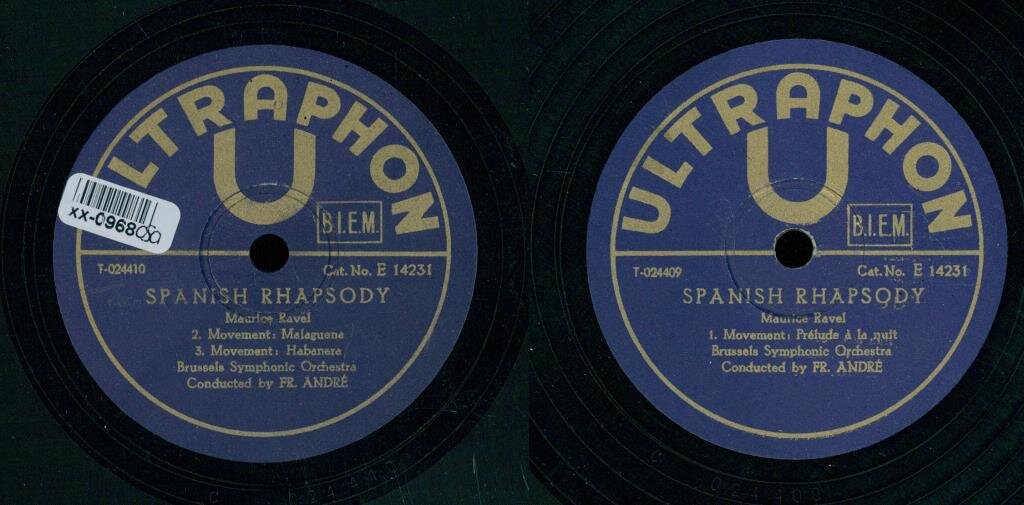 ULTRAPHON
U
B.I.E.M.
xx-0968
T-024410
Cat. No. E 14231
SPANISH RHAPSODY
Maurice Ravel
2. Movement: Malaguena
3. Movement: Habanera
Brussels Symphonic Orchestra
Conducted by FR. ANDRÉ
C 024410
ULTRAPHON
U
B.I.E.M.
T-024409
Cat. No. E 14231
SPANISH RHAPSODY
Maurice Ravel
1. Movement: Prélude à la nuit
Brussels Symphonic Orchestra
Conducted by FR. ANDRÉ
C 024409